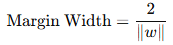 Margin Width = 2 / ‖w‖